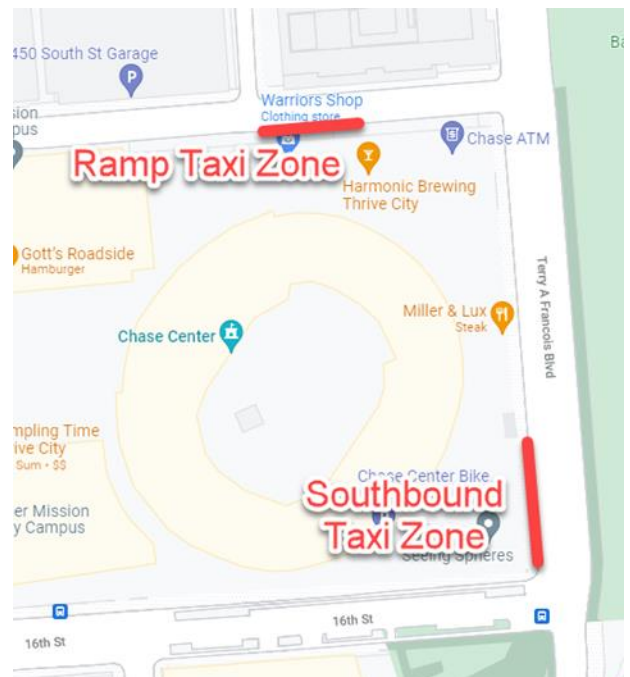 450 South St Garage
Ba
Warriors Shop
Clothing store
Chase ATM
Ramp Taxi Zone
Harmonic Brewing
Thrive City
Gott's Roadside
Hamburger
Terry A Francois Blvd
Miller & Lux
Steak
Chase Center
mpling Time
ive City
Sum • $$
Chase Center Bike
Southbound
Taxi Zone
er Mission
y Campus
Seeing Spheres
16th St
16th St